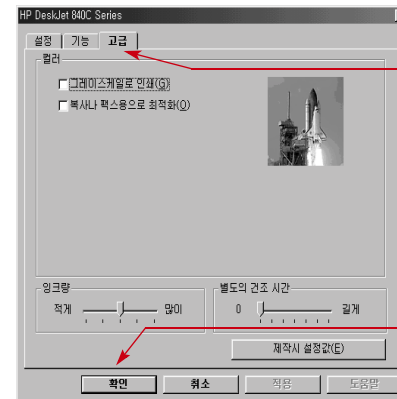 HP DeskJet 840C Series
설정 기능 고급
컬러
그레이스케일로 인쇄(G)
복사나 팩스용으로 최적화(O)
잉크량
적게 많이
별도의 건조 시간
0 길게
제작시 설정값(E)
확인 취소 적용 도움말